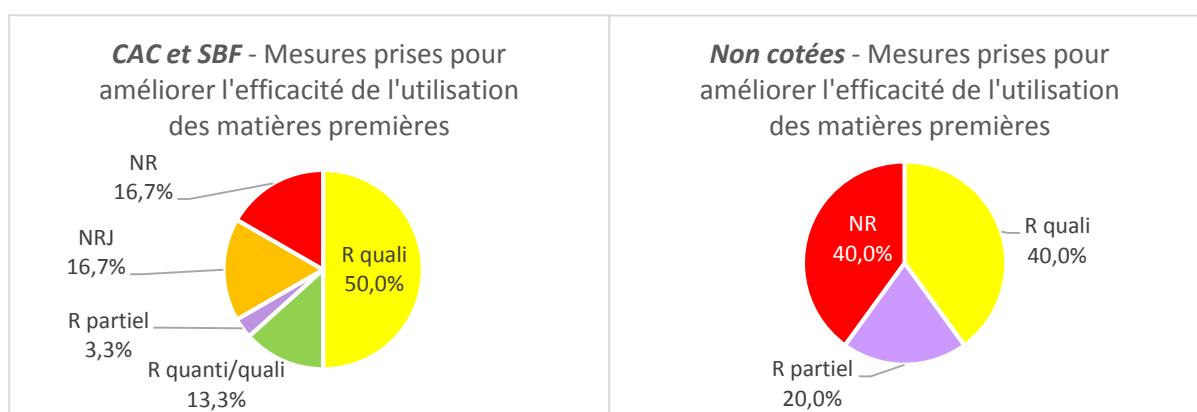 CAC et SBF - Mesures prises pour
améliorer l'efficacité de l'utilisation
des matières premières
NR
16,7%
NRJ
16,7%
R partiel
3,3%
R quanti/quali
13,3%
R quali
50,0%
Non cotées - Mesures prises pour
améliorer l'efficacité de l'utilisation
des matières premières
NR
40,0%
R quali
40,0%
R partiel
20,0%